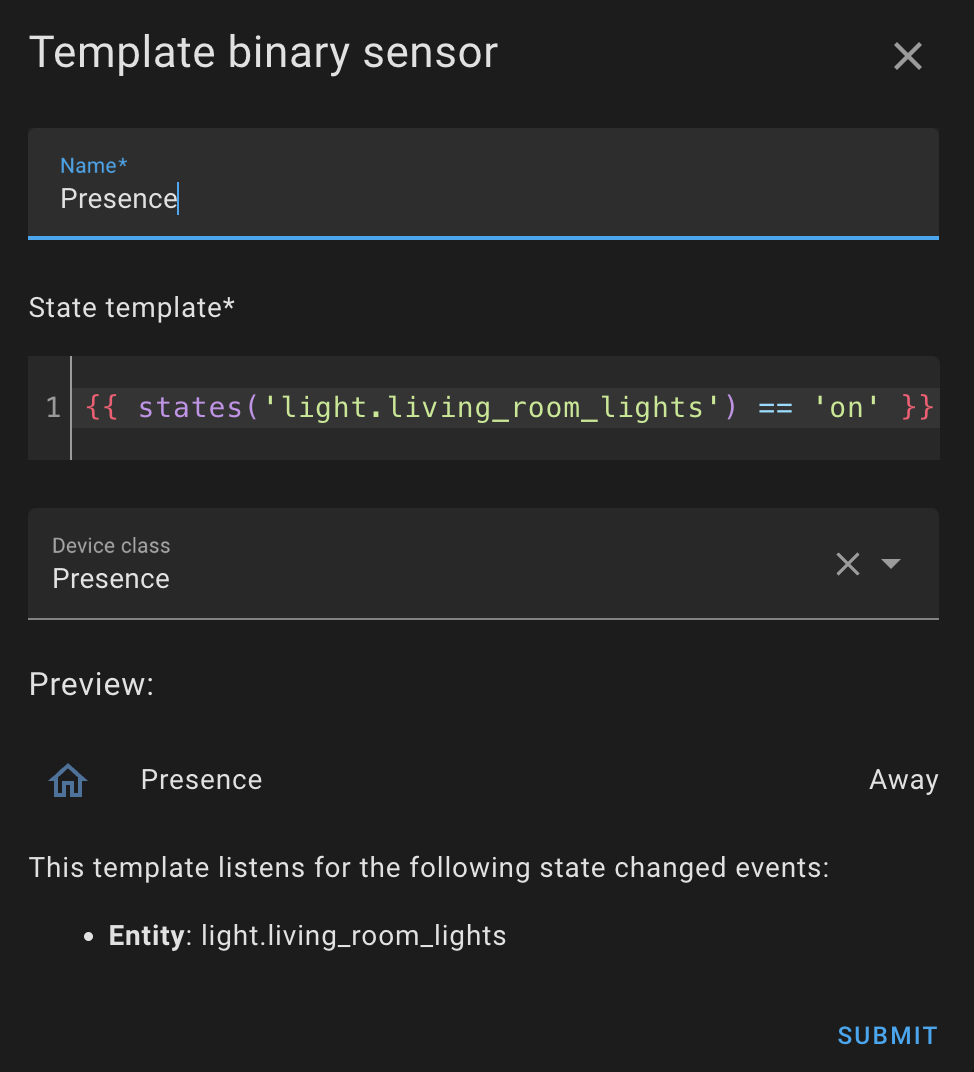 Template binary sensor
Name*
Presence
State template*
1 {{ states('light.living_room_lights') == 'on' }}
Device class
Presence
Preview:
Presence Away
This template listens for the following state changed events:
• Entity: light.living_room_lights
SUBMIT